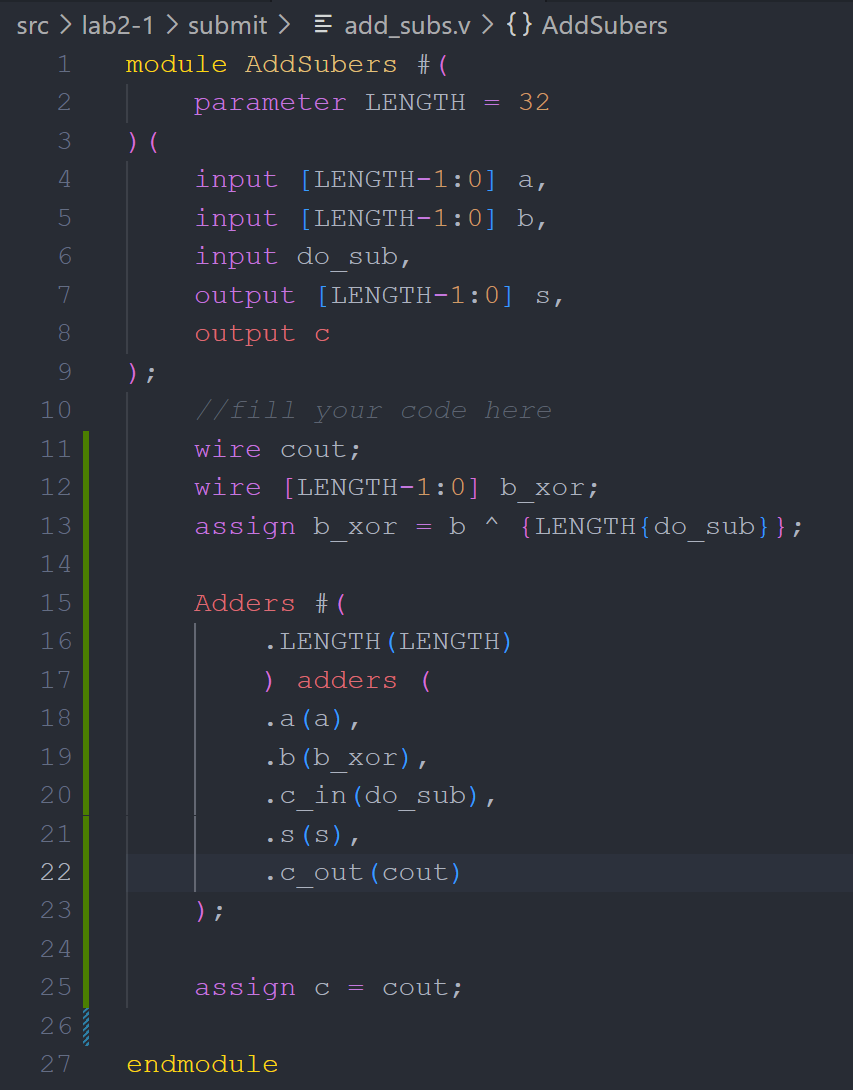 src > lab2-1 > submit > add_subs.v > {} AddSubers
1 module AddSubers #(
2 parameter LENGTH = 32
3 )(
4 input [LENGTH-1:0] a,
5 input [LENGTH-1:0] b,
6 input do_sub,
7 output [LENGTH-1:0] s,
8 output c
9 );
10 //fill your code here
11 wire cout;
12 wire [LENGTH-1:0] b_xor;
13 assign b_xor = b ^ {LENGTH{do_sub}};
14
15 Adders #(
16 .LENGTH(LENGTH)
17 ) adders (
18 .a(a),
19 .b(b_xor),
20 .c_in(do_sub),
21 .s(s),
22 .c_out(cout)
23 );
24
25 assign c = cout;
26
27 endmodule